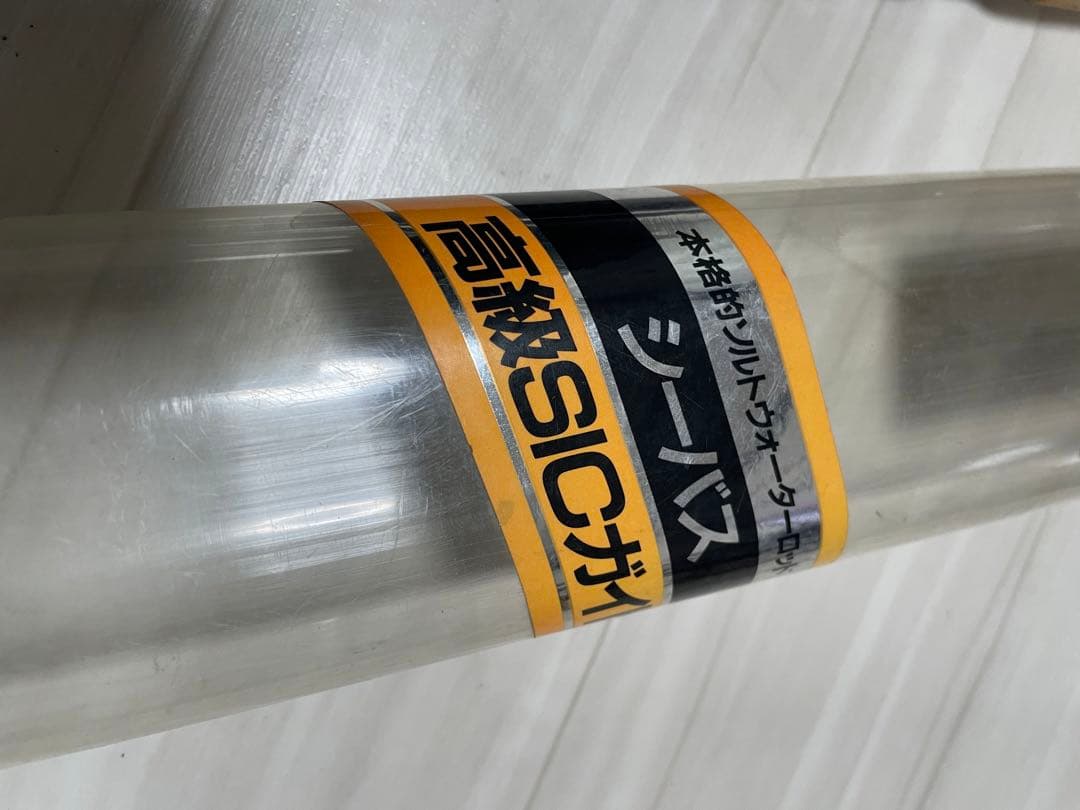 本格的ソルトウォーターロッド
シーバス
高級SICガイ